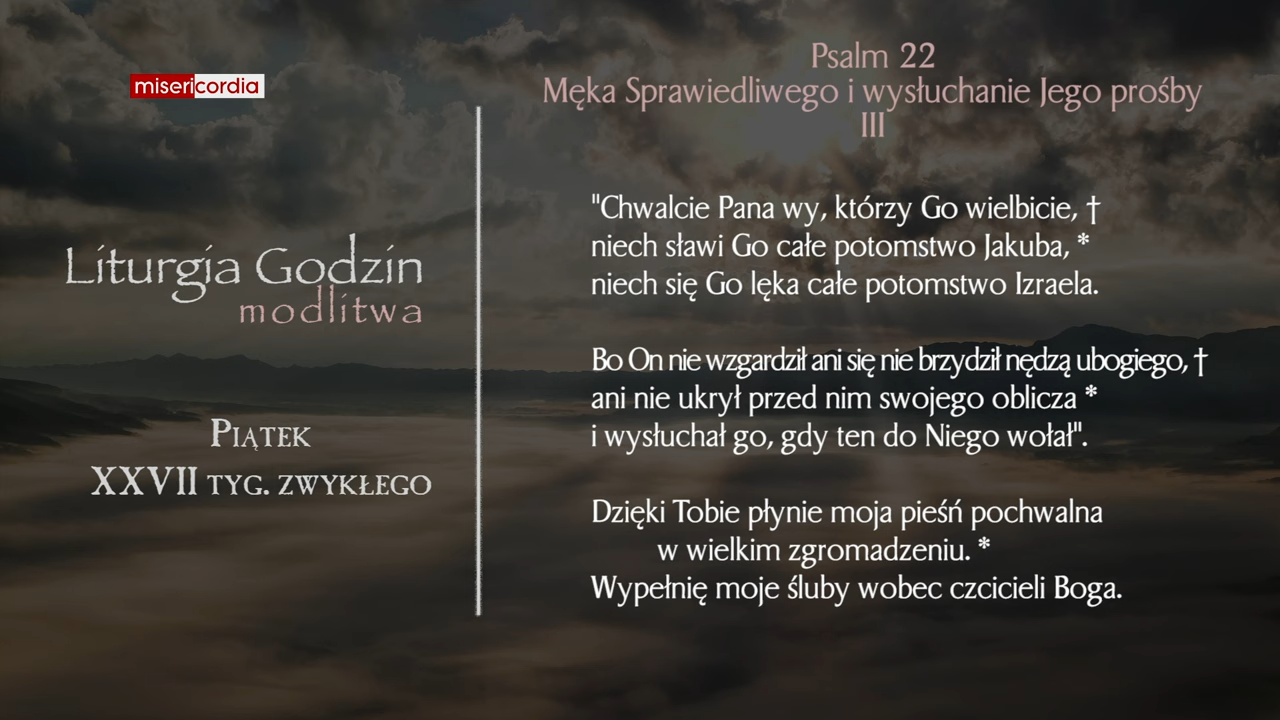 misericordia
Liturgia Godzin
modlitwa
Piątek
XXVII tyg. zwykłego
Psalm 22
Męka Sprawiedliwego i wysłuchanie Jego prośby
III
"Chwalcie Pana wy, którzy Go wielbicie, †
niech sławi Go całe potomstwo Jakuba, *
niech się Go lęka całe potomstwo Izraela.
Bo On nie wzgardził ani się nie brzydził nędzą ubogiego, †
ani nie ukrył przed nim swojego oblicza *
i wysłuchał go, gdy ten do Niego wołał".
Dzięki Tobie płynie moja pieśń pochwalna
w wielkim zgromadzeniu. *
Wypełnię moje śluby wobec czcicieli Boga.